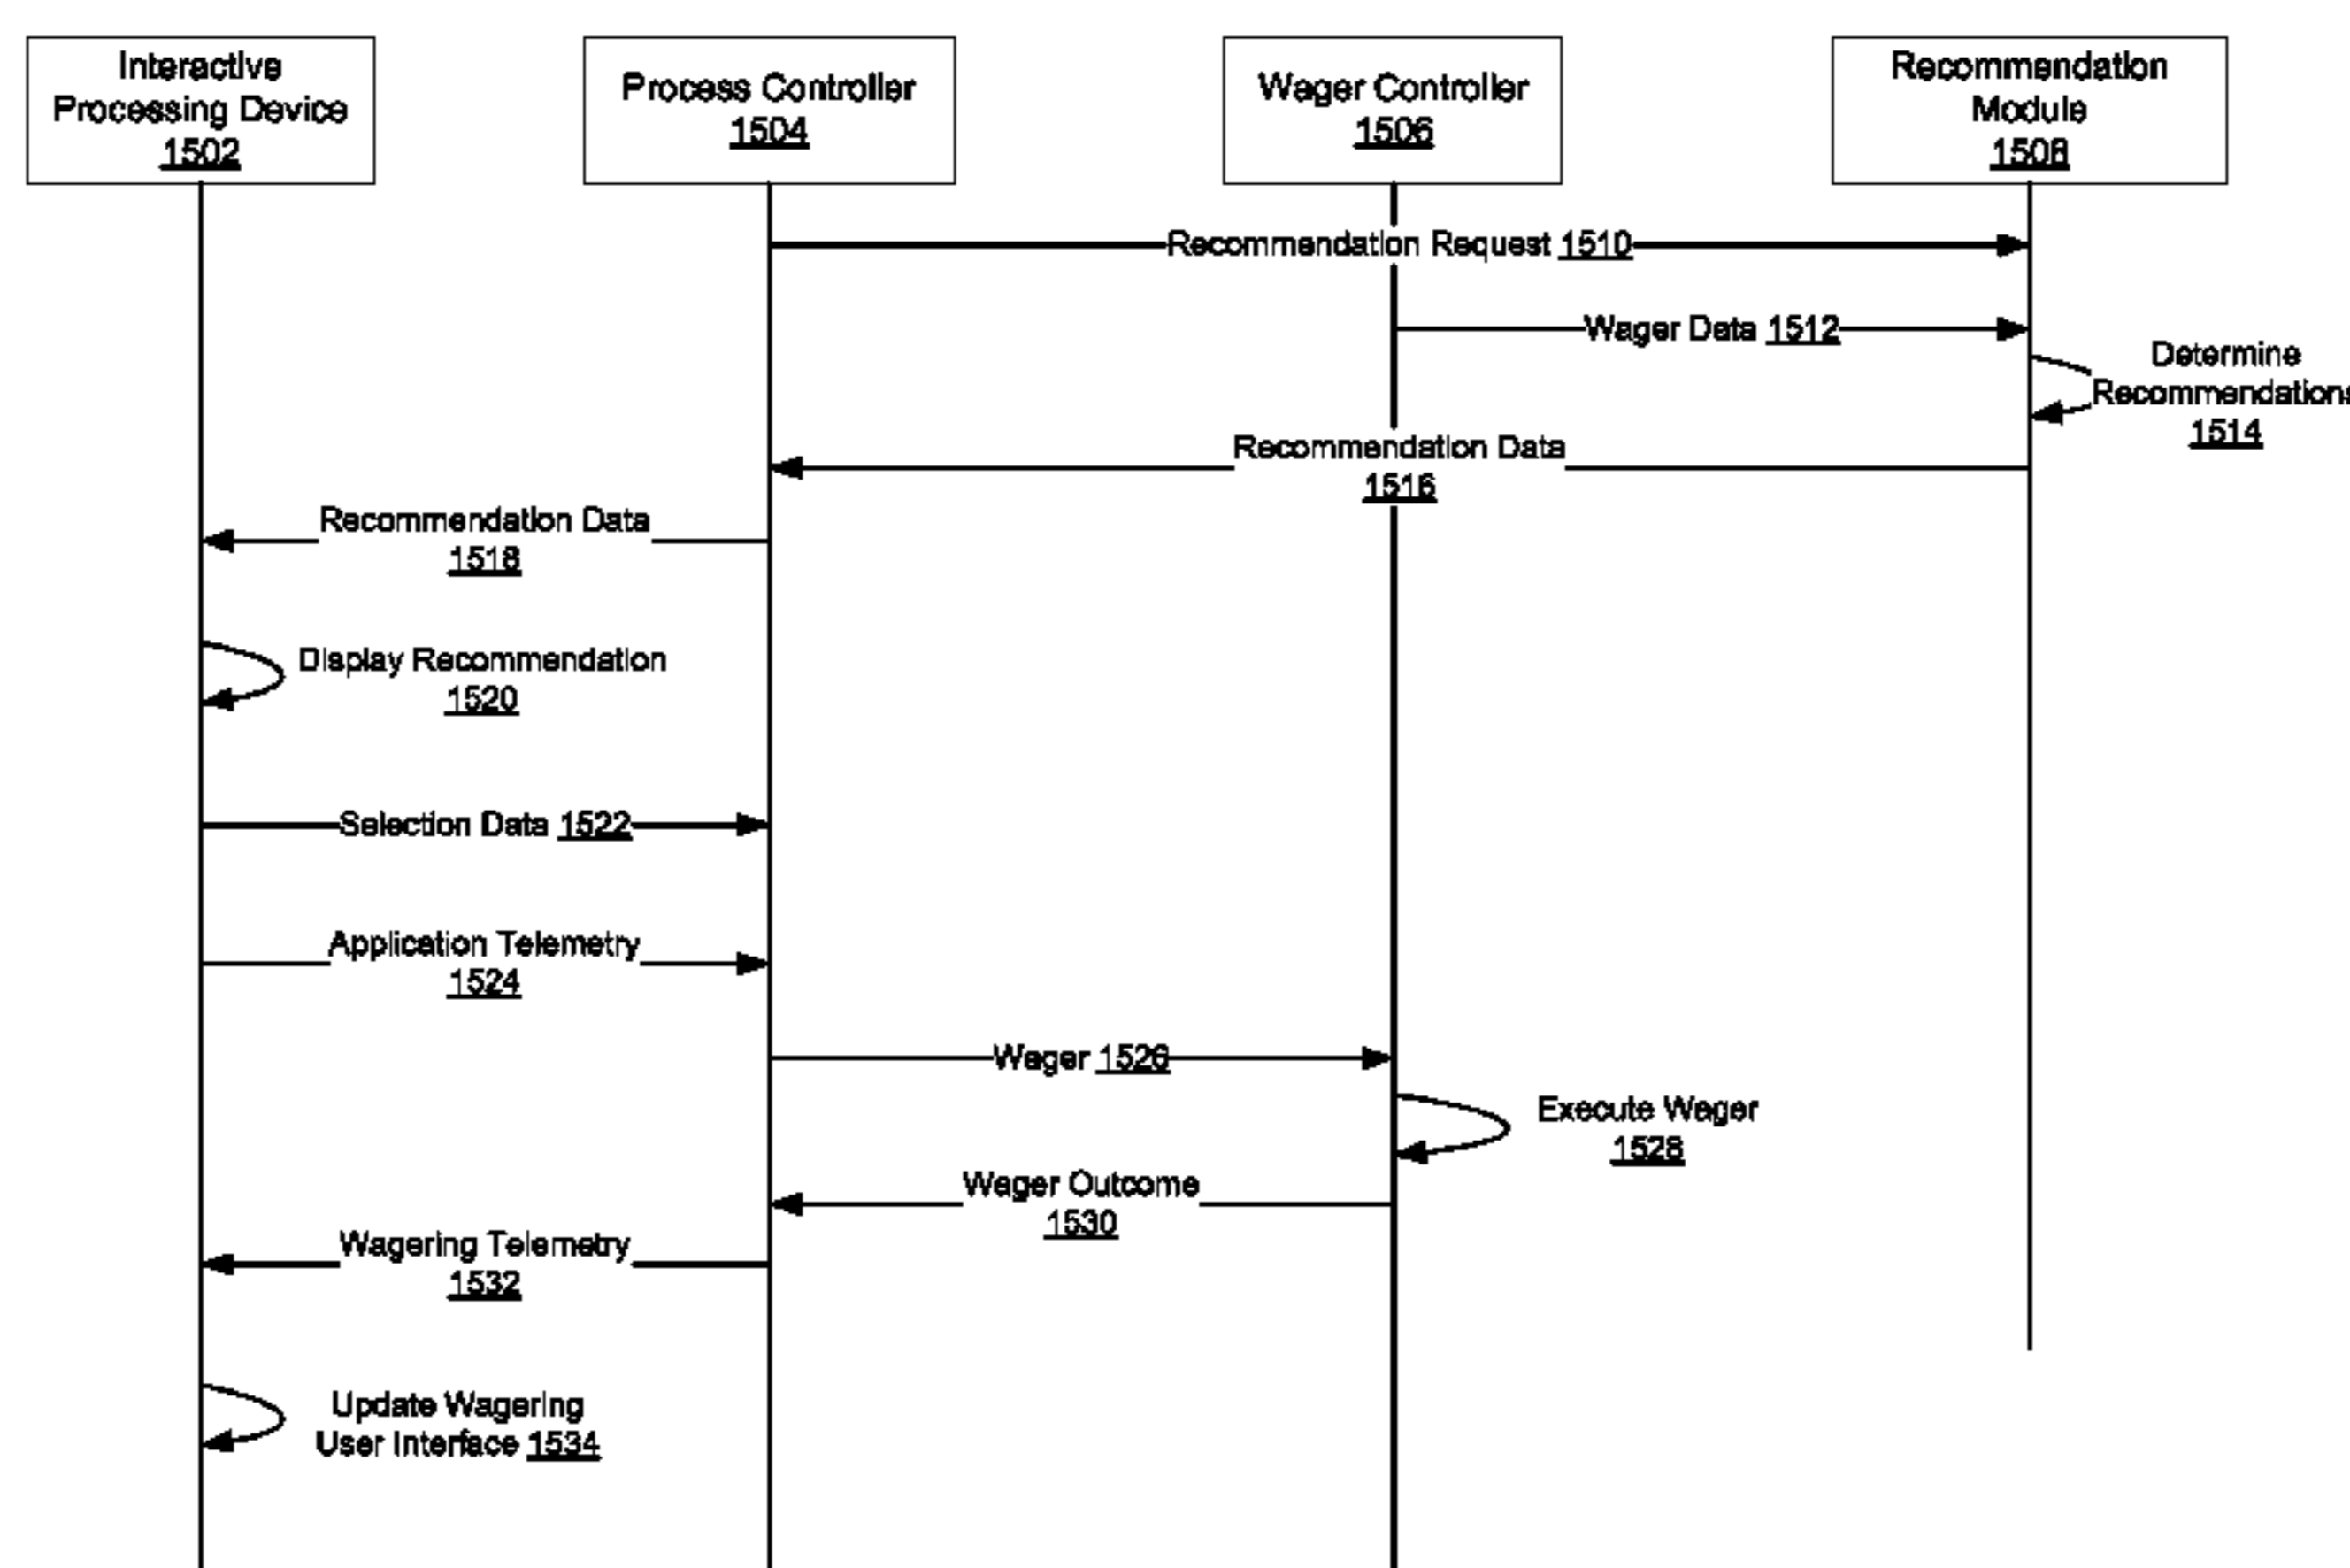 Interactive
Processing Device
1502
Process Controller
1504
Wager Controller
1506
Recommendation
Module
1508
Recommendation Request 1510
Wager Data 1512
Determine
Recommendations
1514
Recommendation Data
1516
Recommendation Data
1518
Display Recommendation
1520
Selection Data 1522
Application Telemetry
1524
Wager 1526
Execute Wager
1528
Wager Outcome
1530
Wagering Telemetry
1532
Update Wagering
User Interface 1534